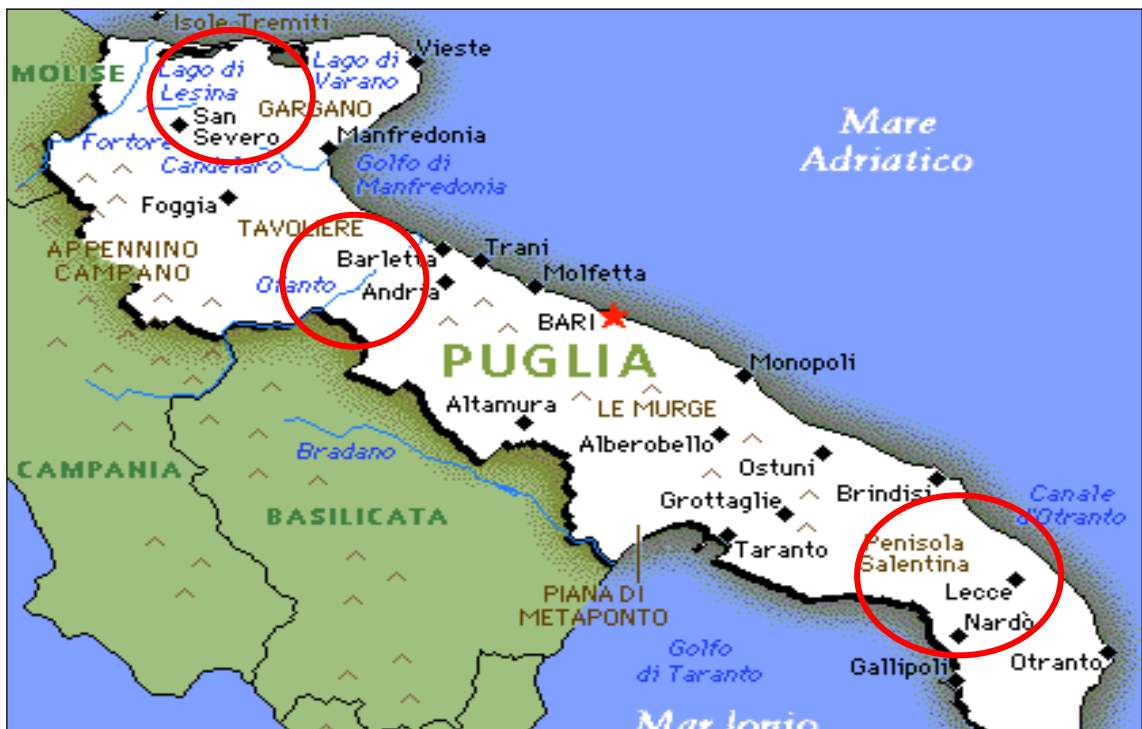 Isole Tremiti
MOLISE
Lago di
Lesina
Lago di
Varano
Vieste
GARGANO
San
Severo
Manfredonia
Fortore
Candelaro
Golfo di
Manfredonia
Mare
Adriatico
Foggia
TAVOLIERE
APPENNINO
CAMPANO
Barletta
Trani
Ofanto
Andria
Molfetta
BARI
PUGLIA
Monopoli
Altamura
LE MURGE
Alberobello
Bradano
Ostuni
CAMPANIA
Grottaglie
Brindisi
Canale
d'Otranto
BASILICATA
Taranto
Penisola
Salentina
Lecce
PIANA DI
METAPONTO
Nardò
Golfo
di Taranto
Gallipoli
Otranto
Mar Ionio